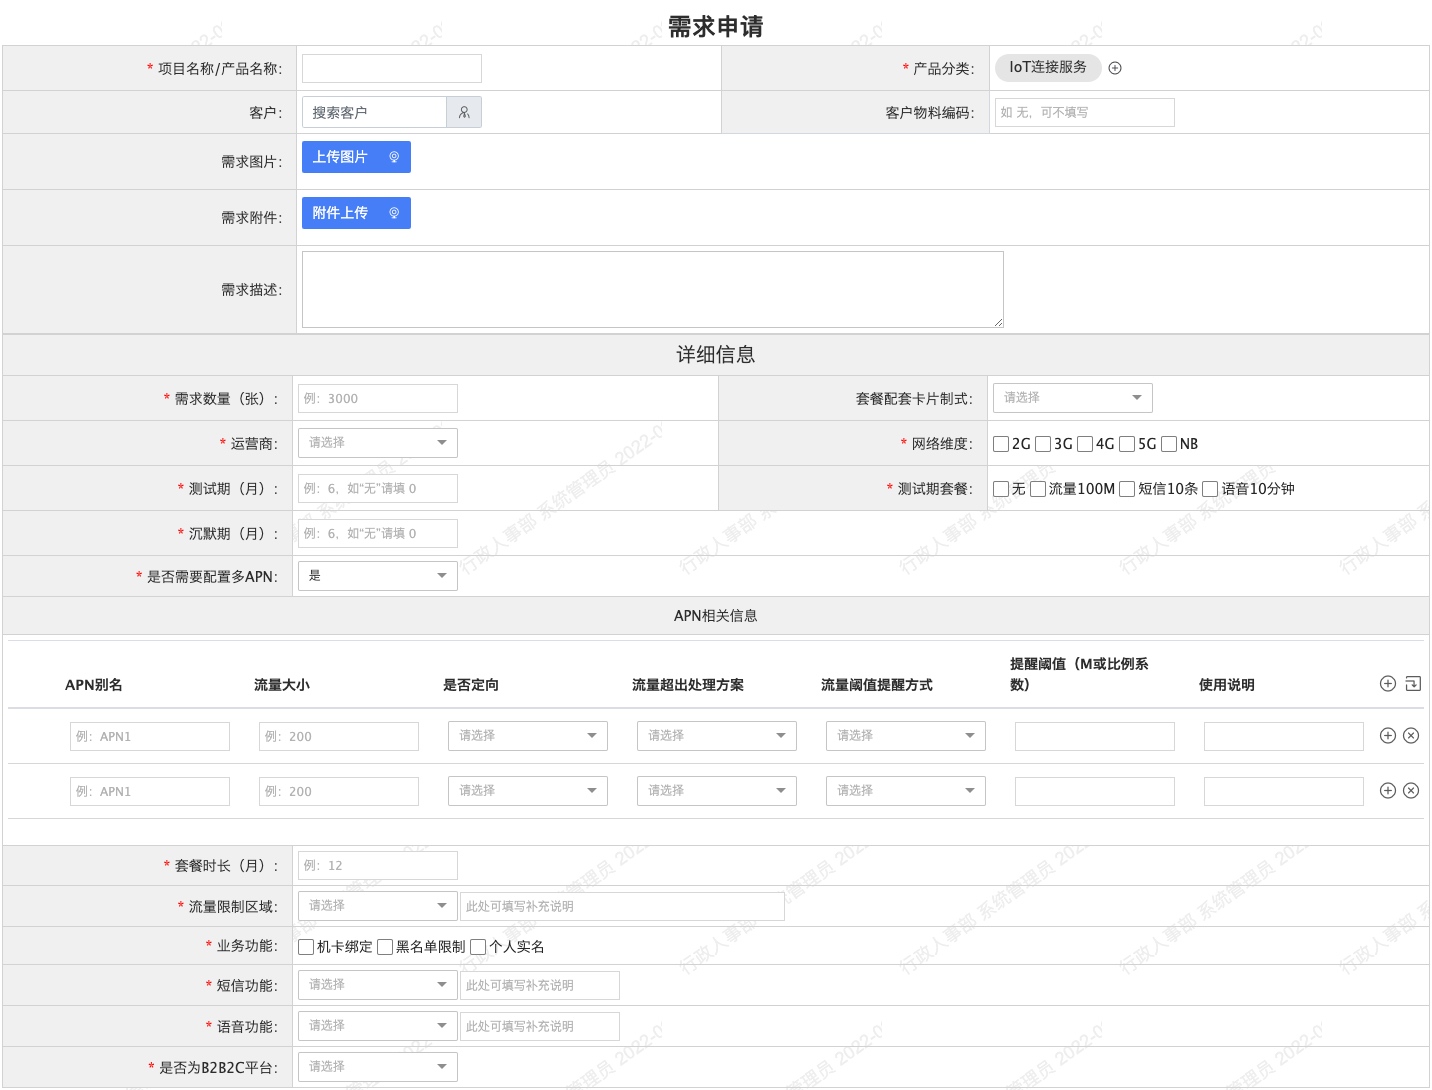 需求申请
* 项目名称/产品名称:
* 产品分类: IoT连接服务
客户: 搜索客户
客户物料编码: 如 无，可不填写
需求图片: 上传图片
需求附件: 附件上传
需求描述:
详细信息
* 需求数量（张）: 例：3000
套餐配套卡片制式: 请选择
* 运营商: 请选择
* 网络维度: 2G 3G 4G 5G NB
* 测试期（月）: 例：6，如“无”请填 0
* 测试期套餐: 无 流量100M 短信10条 语音10分钟
* 沉默期（月）: 例：6，如“无”请填 0
* 是否需要配置多APN: 是
APN相关信息
APN别名 流量大小 是否定向 流量超出处理方案 流量阈值提醒方式 提醒阈值（M或比例系
数） 使用说明
例：APN1 例：200 请选择 请选择 请选择
例：APN1 例：200 请选择 请选择 请选择
* 套餐时长（月）: 例：12
* 流量限制区域: 请选择 此处可填写补充说明
* 业务功能: 机卡绑定 黑名单限制 个人实名
* 短信功能: 请选择 此处可填写补充说明
* 语音功能: 请选择 此处可填写补充说明
* 是否为B2B2C平台: 请选择
行政人事部 系统管理员 2022-0